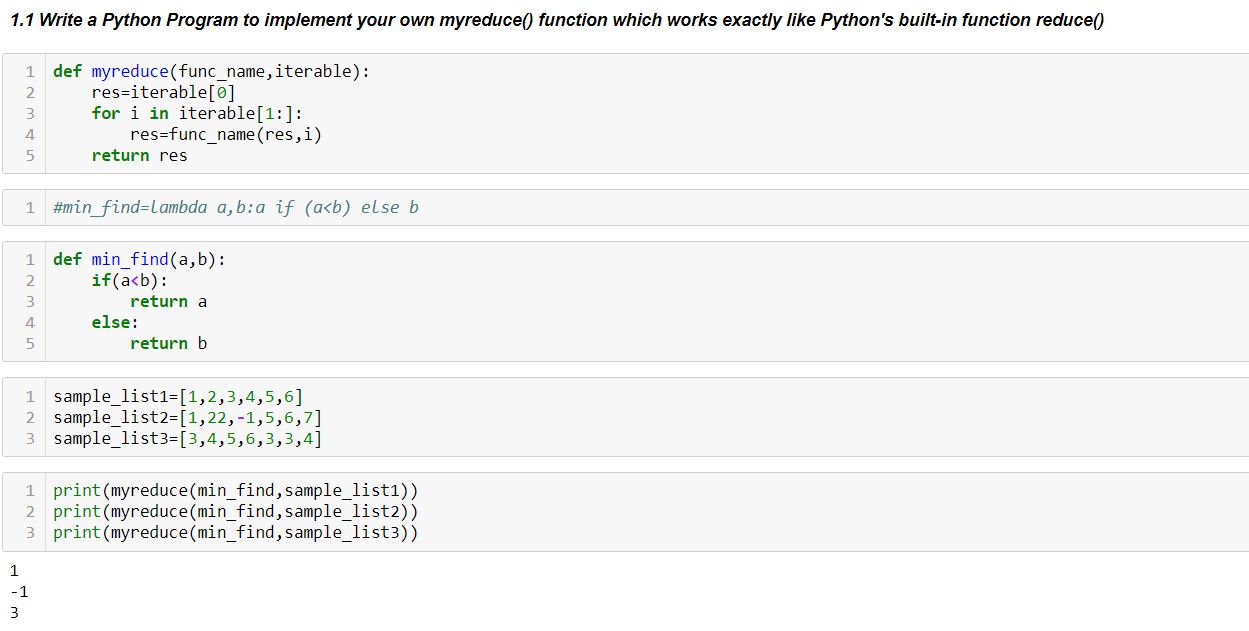 1.1 Write a Python Program to implement your own myreduce() function which works exactly like Python's built-in function reduce()
1 def myreduce(func_name,iterable):
2     res=iterable[0]
3     for i in iterable[1:]:
4         res=func_name(res,i)
5     return res
1 #min_find=lambda a,b:a if (a<b) else b
1 def min_find(a,b):
2     if(a<b):
3         return a
4     else:
5         return b
1 sample_list1=[1,2,3,4,5,6]
2 sample_list2=[1,22,-1,5,6,7]
3 sample_list3=[3,4,5,6,3,3,4]
1 print(myreduce(min_find,sample_list1))
2 print(myreduce(min_find,sample_list2))
3 print(myreduce(min_find,sample_list3))
1
-1
3